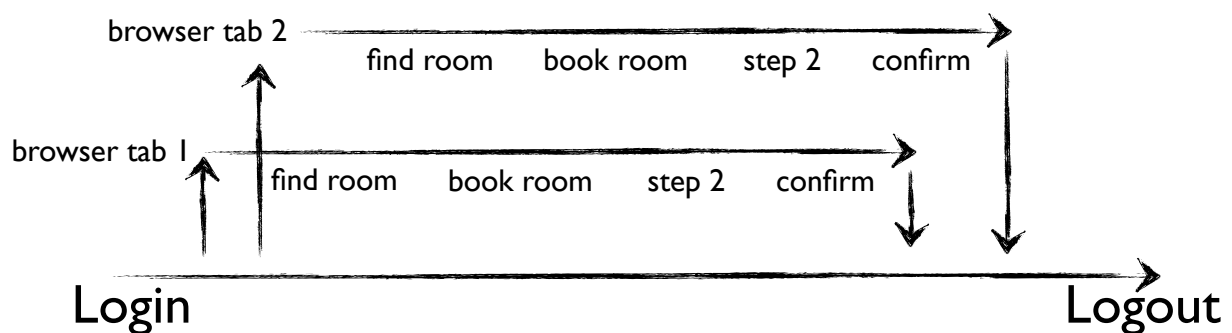 browser tab 2
find room book room step 2 confirm
browser tab 1
find room book room step 2 confirm
Login Logout